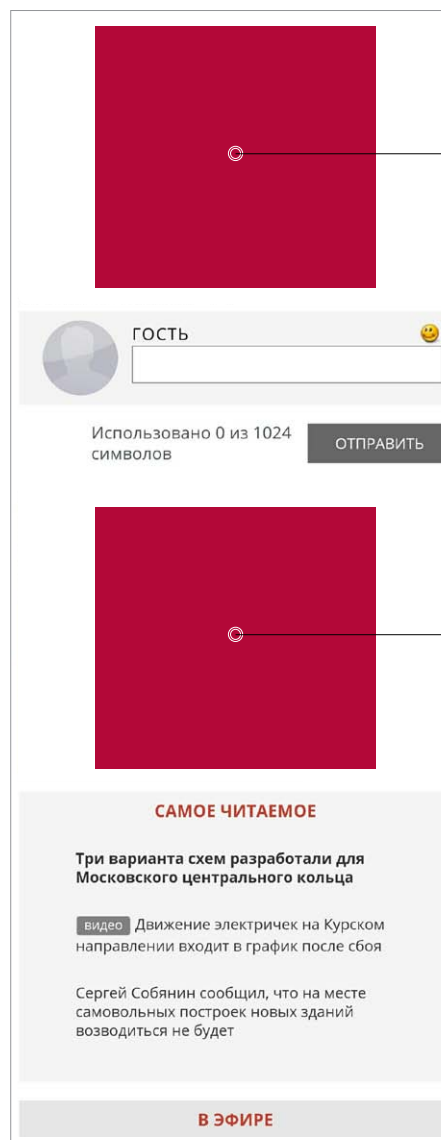 ГОСТЬ
Использовано 0 из 1024
символов
ОТПРАВИТЬ
САМОЕ ЧИТАЕМОЕ
Три варианта схем разработали для
Московского центрального кольца
видео Движение электричек на Курском
направлении входит в график после сбоя
Сергей Собянин сообщил, что на месте
самовольных построек новых зданий
возводиться не будет
В ЭФИРЕ